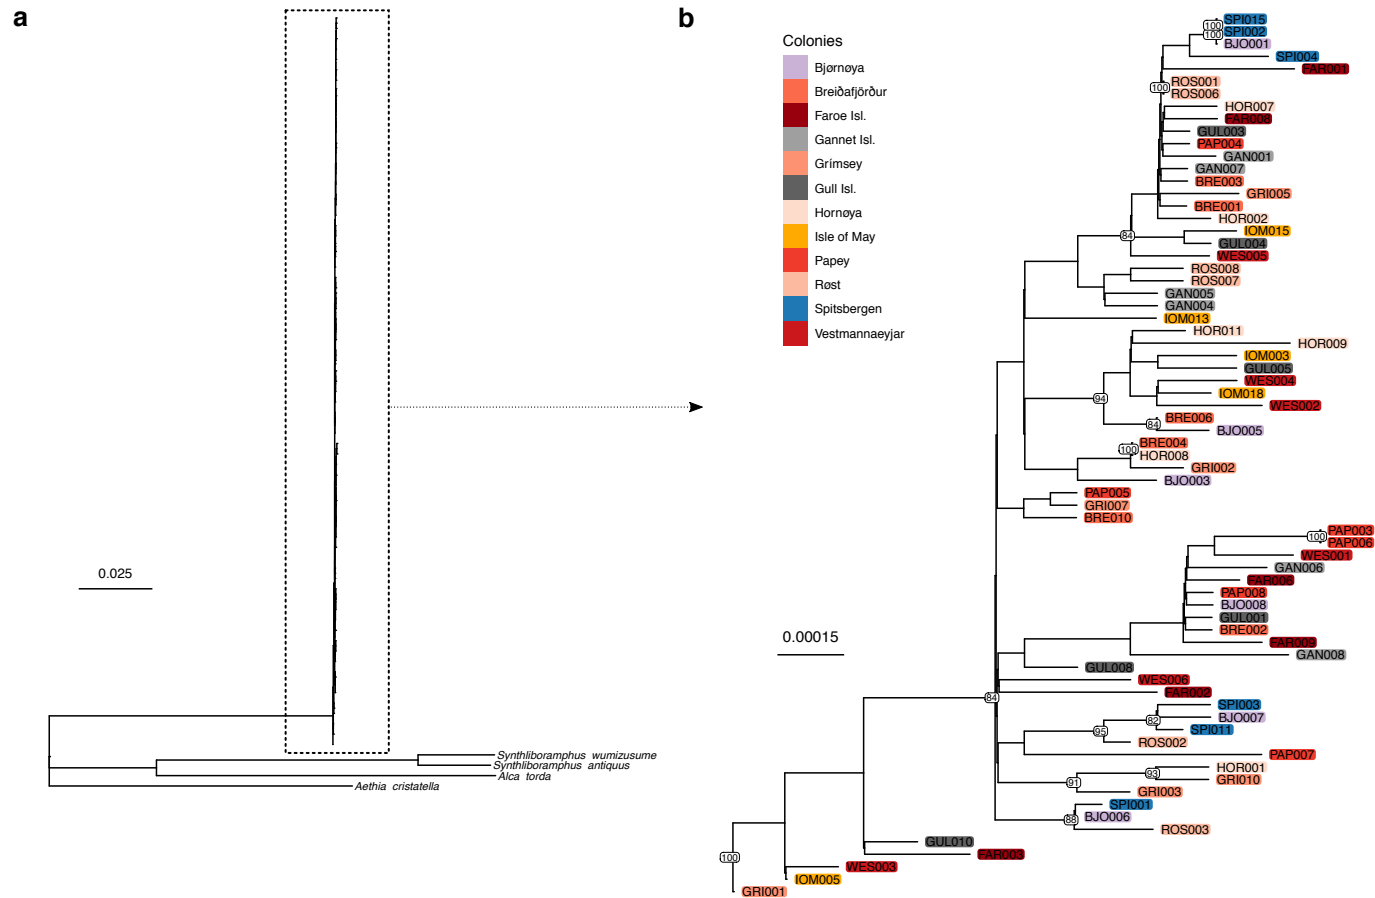 a
0.025
Synthliboramphus wumizusume
Synthliboramphus antiquus
Alca torda
Aethia cristatella
b
Colonies
Bjørnøya
Breiðafjörður
Faroe Isl.
Gannet Isl.
Grimsey
Gull Isl.
Hornøya
Isle of May
Papey
Røst
Spitsbergen
Vestmannaeyjar
0.00015
SPI015
100
SPI002
100
BJO001
SPI004
FAR001
ROS001
100
ROS006
HOR007
FAR008
GUL003
PAP004
GAN001
GAN007
BRE003
GRI005
BRE001
HOR002
IOM015
84
GUL004
WES005
ROS008
ROS007
GAN005
GAN004
IOM013
HOR011
HOR009
IOM003
GUL005
WES004
IOM018
94
WES002
BRE006
84
BJO005
BRE004
100
HOR008
GRI002
BJO003
PAP005
GRI007
BRE010
PAP003
100
PAP006
WES001
GAN006
FAR006
PAP008
BJO008
GUL001
BRE002
FAR009
GAN008
GUL008
WES006
FAR002
84
SPI003
BJO007
82
SPI011
95
ROS002
PAP007
HOR001
93
GRI010
91
GRI003
SPI001
BJO006
88
ROS003
GUL010
FAR003
100
WES003
IOM005
GRI001